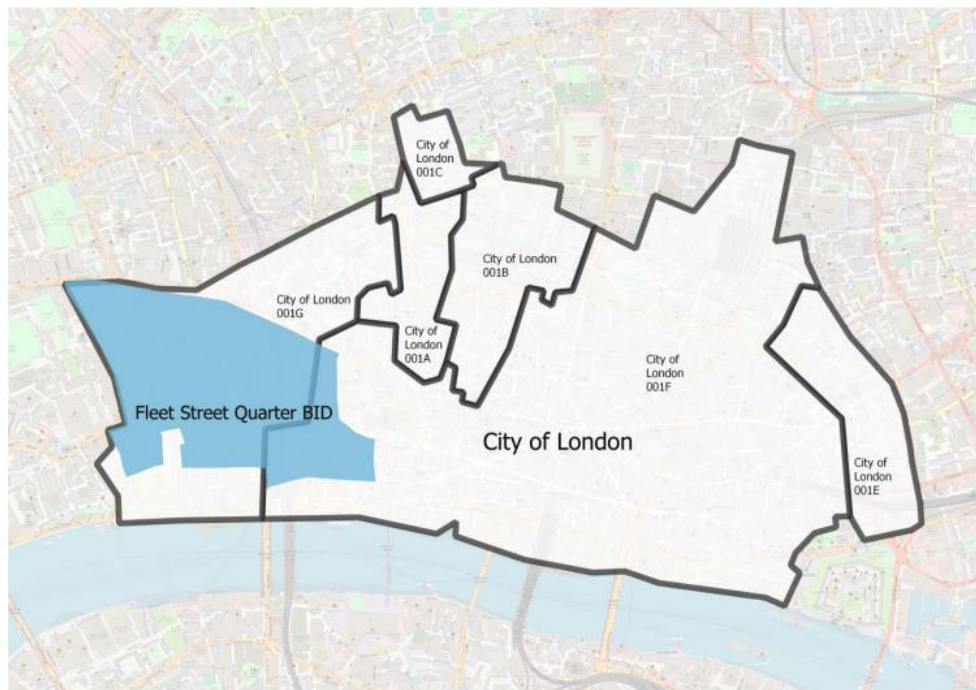 City of
London
001C
City of London
001B
City of London
001G
City of
London
001A
City of
London
001F
Fleet Street Quarter BID
City of London
City of
London
001E